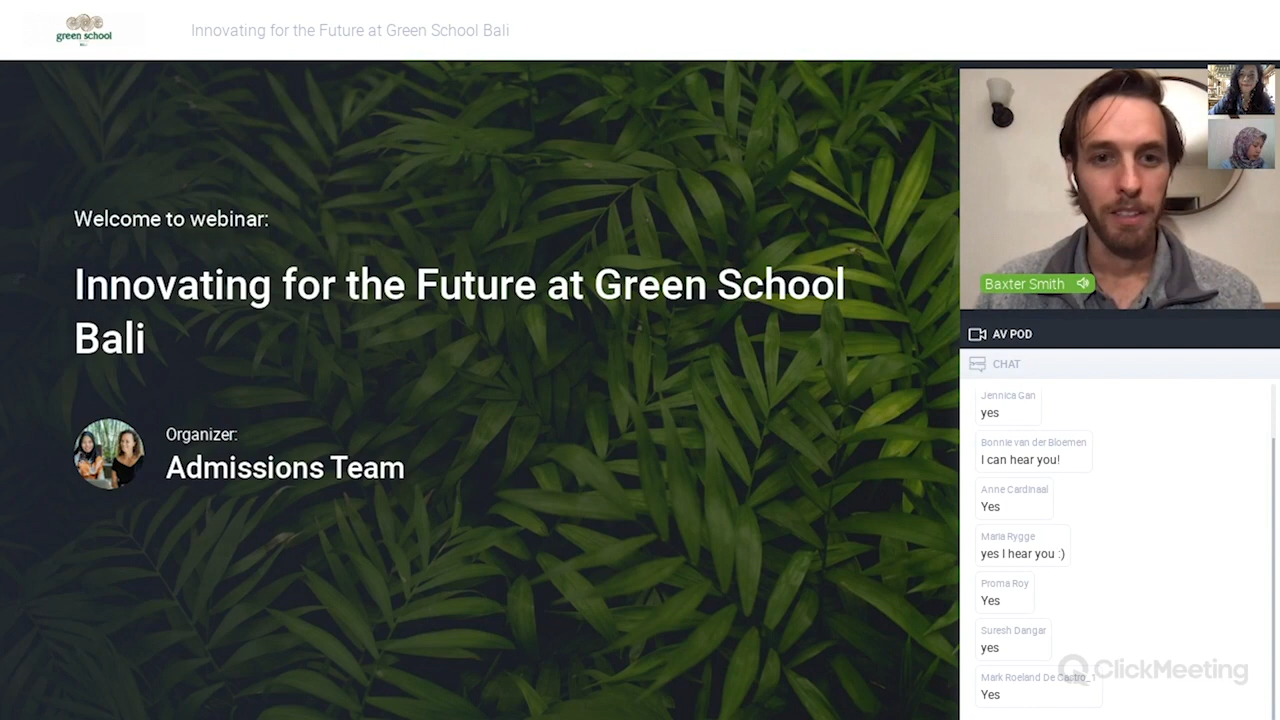 green school
Innovating for the Future at Green School Bali
Welcome to webinar:
Innovating for the Future at Green School
Bali
Organizer:
Admissions Team
Baxter Smith
AV POD
CHAT
Jennica Gan
yes
Bonnie van der Bloemen
I can hear you!
Anne Cardinaal
Yes
Maria Rygge
yes I hear you :)
Proma Roy
Yes
Suresh Dangar
yes
Mark Roeland De Castro_1
Yes
ClickMeeting